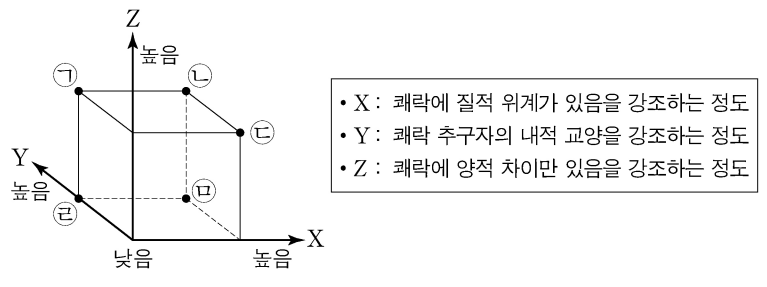 Z
높음
㉠
㉡
㉢
Y
높음
㉣
㉤
X
낮음
높음
• X : 쾌락에 질적 위계가 있음을 강조하는 정도
• Y : 쾌락 추구자의 내적 교양을 강조하는 정도
• Z : 쾌락에 양적 차이만 있음을 강조하는 정도